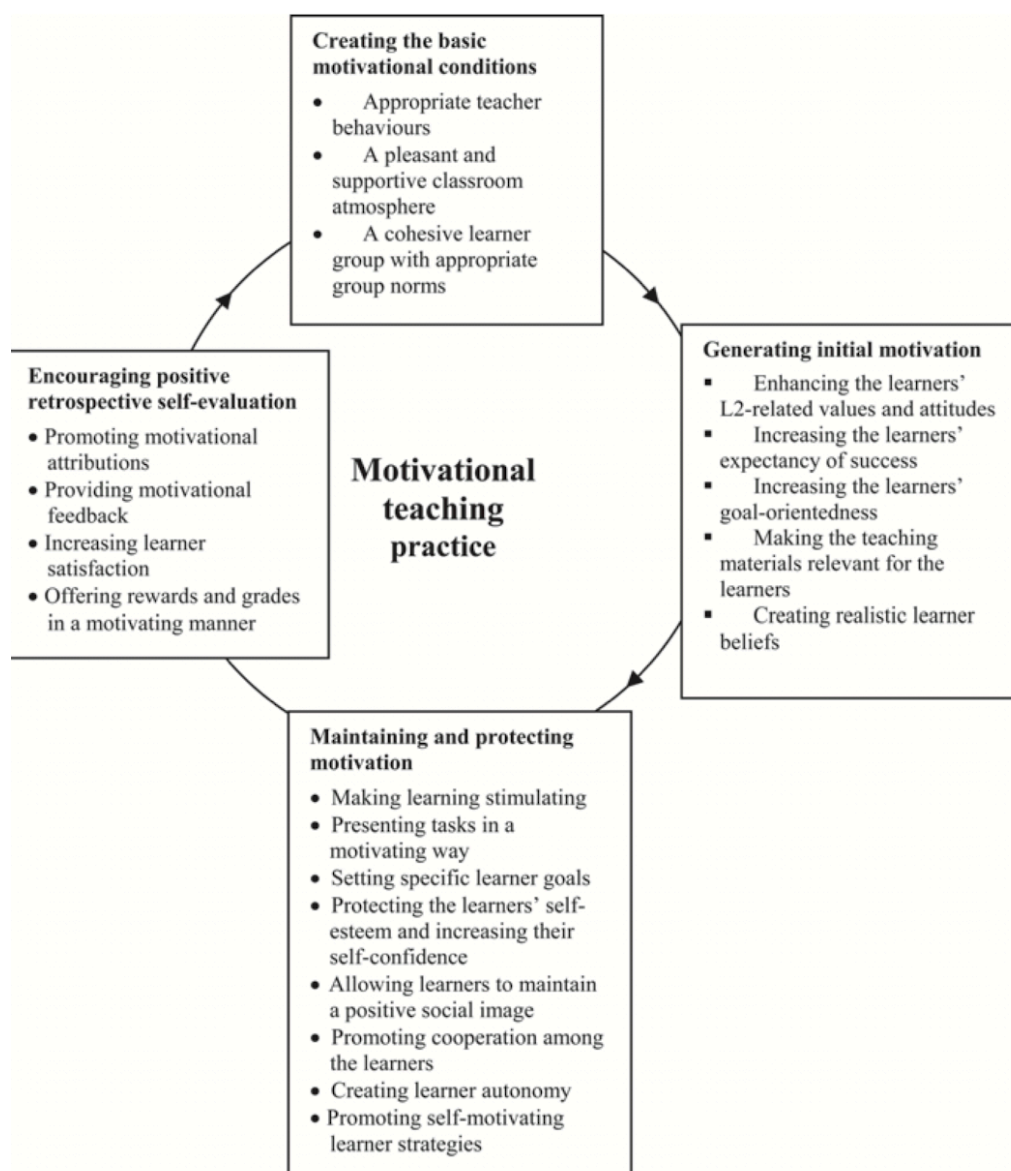 Creating the basic
motivational conditions
• Appropriate teacher
behaviours
• A pleasant and
supportive classroom
atmosphere
• A cohesive learner
group with appropriate
group norms
Generating initial motivation
▪ Enhancing the learners’
L2-related values and attitudes
▪ Increasing the learners’
expectancy of success
▪ Increasing the learners’
goal-orientedness
▪ Making the teaching
materials relevant for the
learners
▪ Creating realistic learner
beliefs
Maintaining and protecting
motivation
• Making learning stimulating
• Presenting tasks in a
motivating way
• Setting specific learner goals
• Protecting the learners’ self-
esteem and increasing their
self-confidence
• Allowing learners to maintain
a positive social image
• Promoting cooperation among
the learners
• Creating learner autonomy
• Promoting self-motivating
learner strategies
Encouraging positive
retrospective self-evaluation
• Promoting motivational
attributions
• Providing motivational
feedback
• Increasing learner
satisfaction
• Offering rewards and grades
in a motivating manner
Motivational
teaching
practice